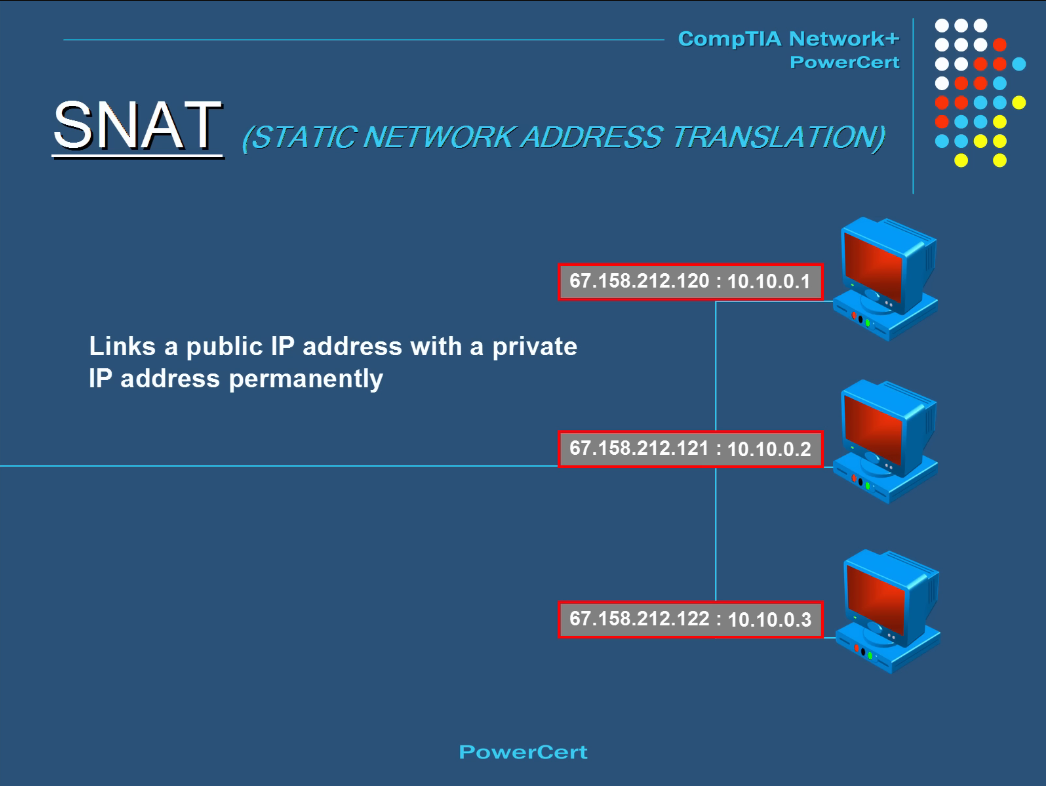 CompTIA Network+
PowerCert
SNAT (STATIC NETWORK ADDRESS TRANSLATION)
67.158.212.120 : 10.10.0.1
Links a public IP address with a private
IP address permanently
67.158.212.121 : 10.10.0.2
67.158.212.122 : 10.10.0.3
PowerCert